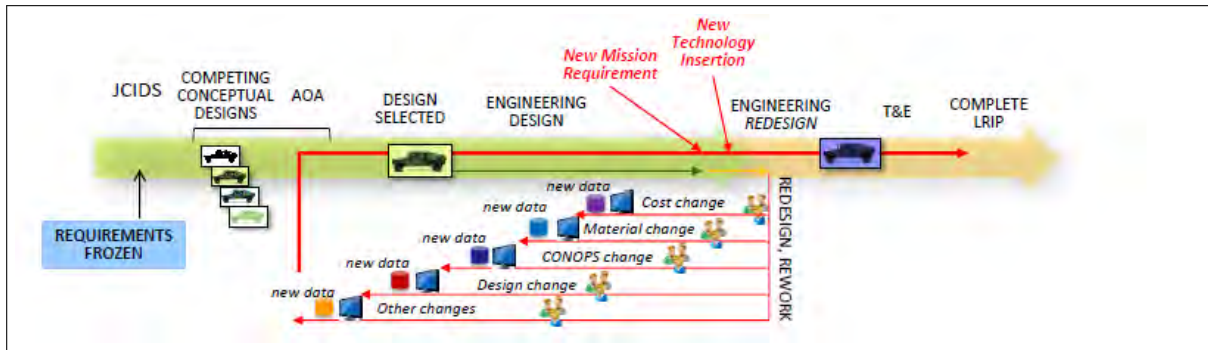 New Mission
Requirement
New
Technology
Insertion
JCIDS
COMPETING
CONCEPTUAL
DESIGNS
AOA
DESIGN
SELECTED
ENGINEERING
DESIGN
ENGINEERING
REDESIGN
T&E
COMPLETE
LRIP
REQUIREMENTS
FROZEN
new data
Cost change
new data
Material change
new data
CONOPS change
new data
Design change
new data
Other changes
REDESIGN, REWORK